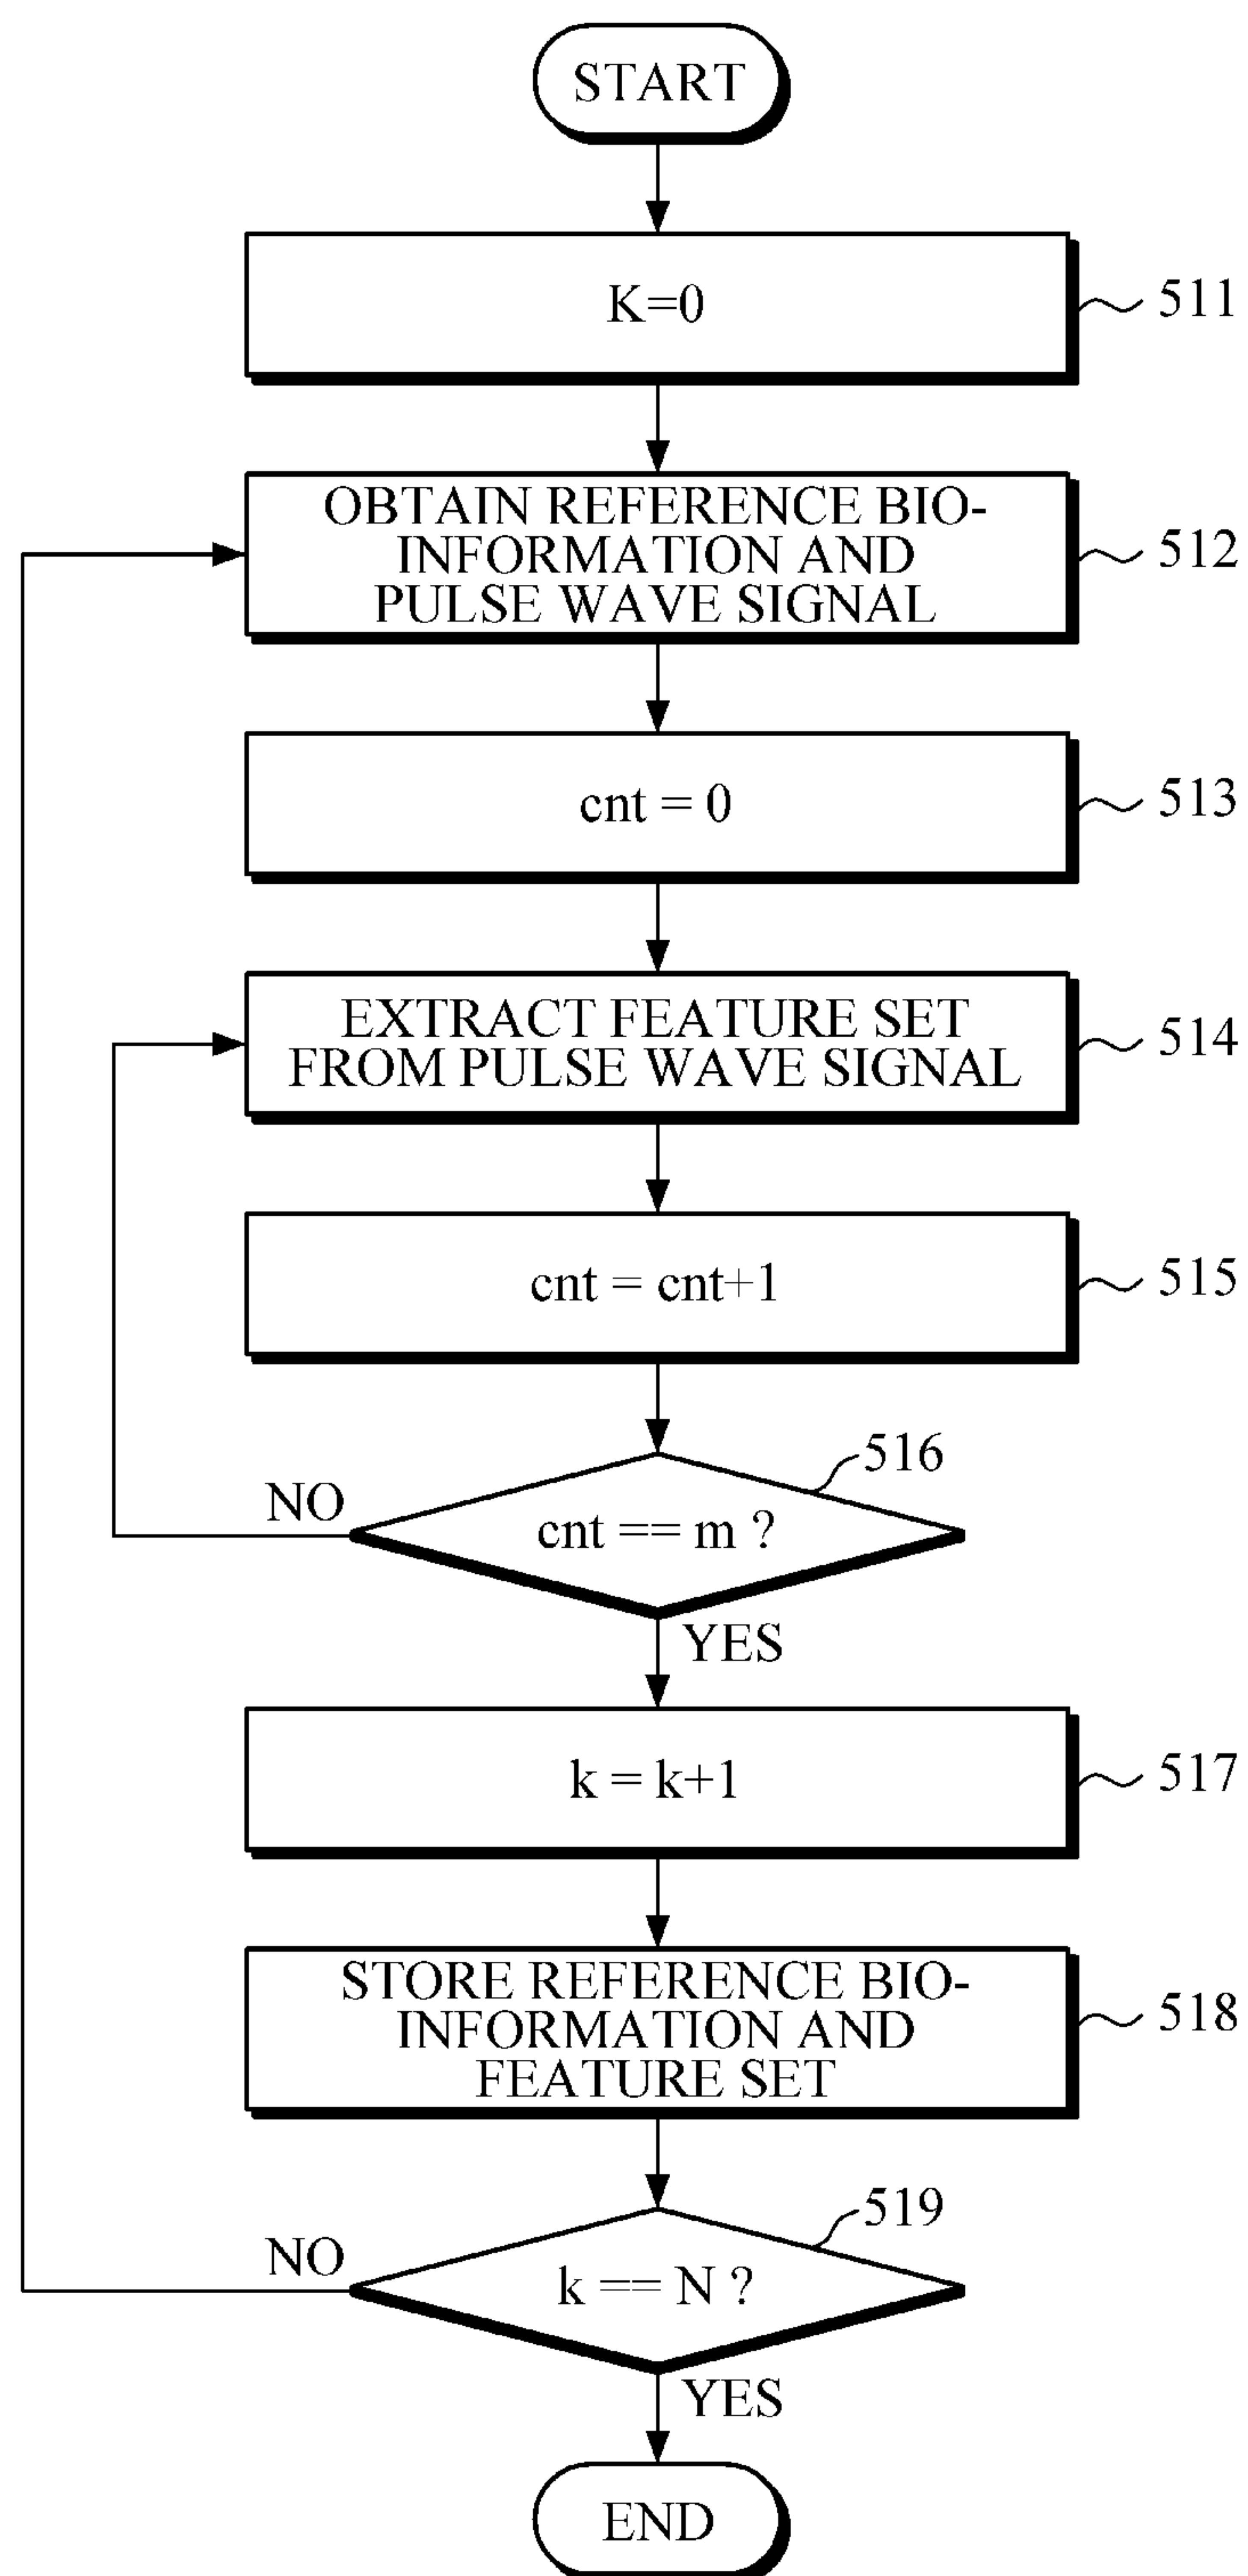 START
K=0
511
OBTAIN REFERENCE BIO-
INFORMATION AND
PULSE WAVE SIGNAL
512
cnt = 0
513
EXTRACT FEATURE SET
FROM PULSE WAVE SIGNAL
514
cnt = cnt+1
515
516
NO
cnt == m ?
YES
k = k+1
517
STORE REFERENCE BIO-
INFORMATION AND
FEATURE SET
518
519
NO
k == N ?
YES
END